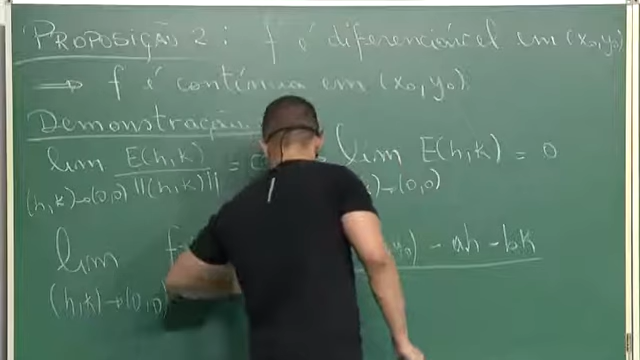 PROPOSIÇÃO 2: f é diferenciável em (x₀,y₀)
⟹ f é contínua em (x₀,y₀)
Demonstração
lim E(h,k) / ||(h,k)|| = lim E(h,k) = 0
(h,k)→(0,0) →(0,0)
lim f y₀) - ah - bk
(h,k)→(0,0)